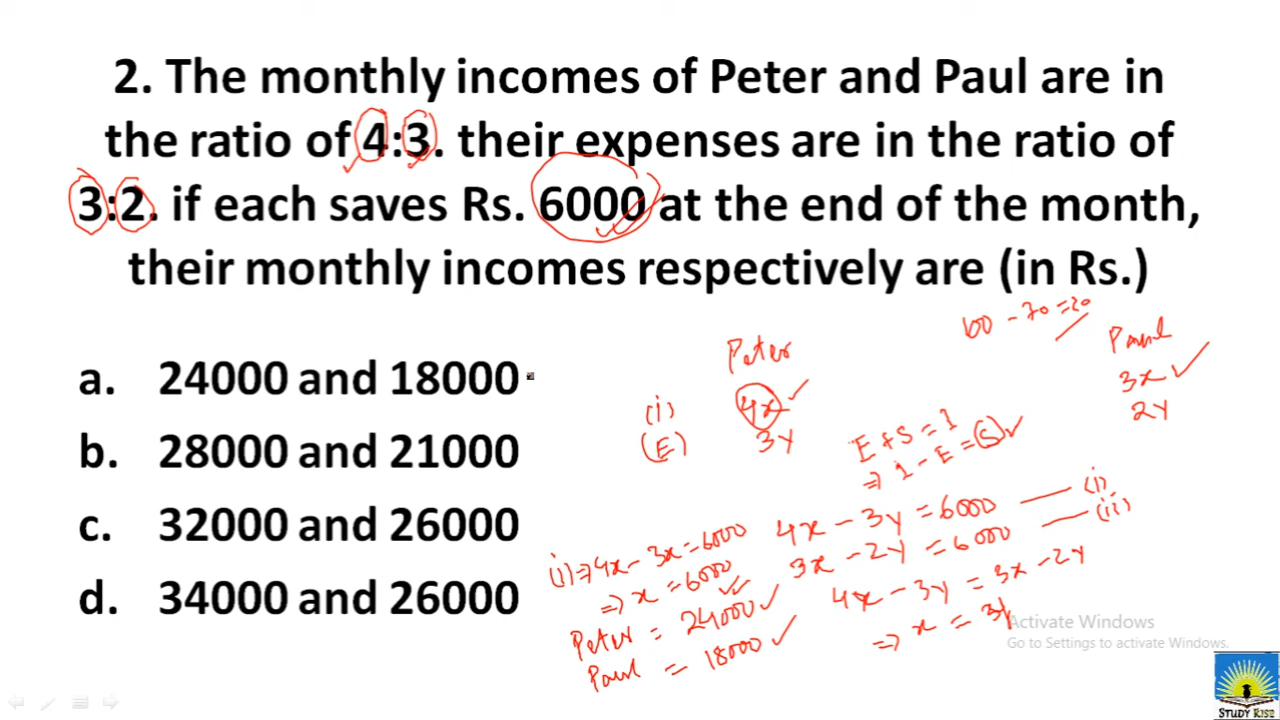 2. The monthly incomes of Peter and Paul are in
the ratio of 4:3. their expenses are in the ratio of
3:2. if each saves Rs. 6000 at the end of the month,
their monthly incomes respectively are (in Rs.)
a. 24000 and 18000
b. 28000 and 21000
c. 32000 and 26000
d. 34000 and 26000
100 - 70 = 30
Peter
Paul
(i) 4x
3x
(E) 3y
2y
E + S = I
⇒ I - E = S
4x - 3y = 6000 — (i)
3x - 2y = 6000 — (ii)
4x - 3y = 3x - 2y
⇒ x =
(i) ⇒ 4x - 3x = 6000
⇒ x = 6000
Peter = 24000
Paul = 18000
Activate Windows
Go to Settings to activate Windows.
STUDY RISE